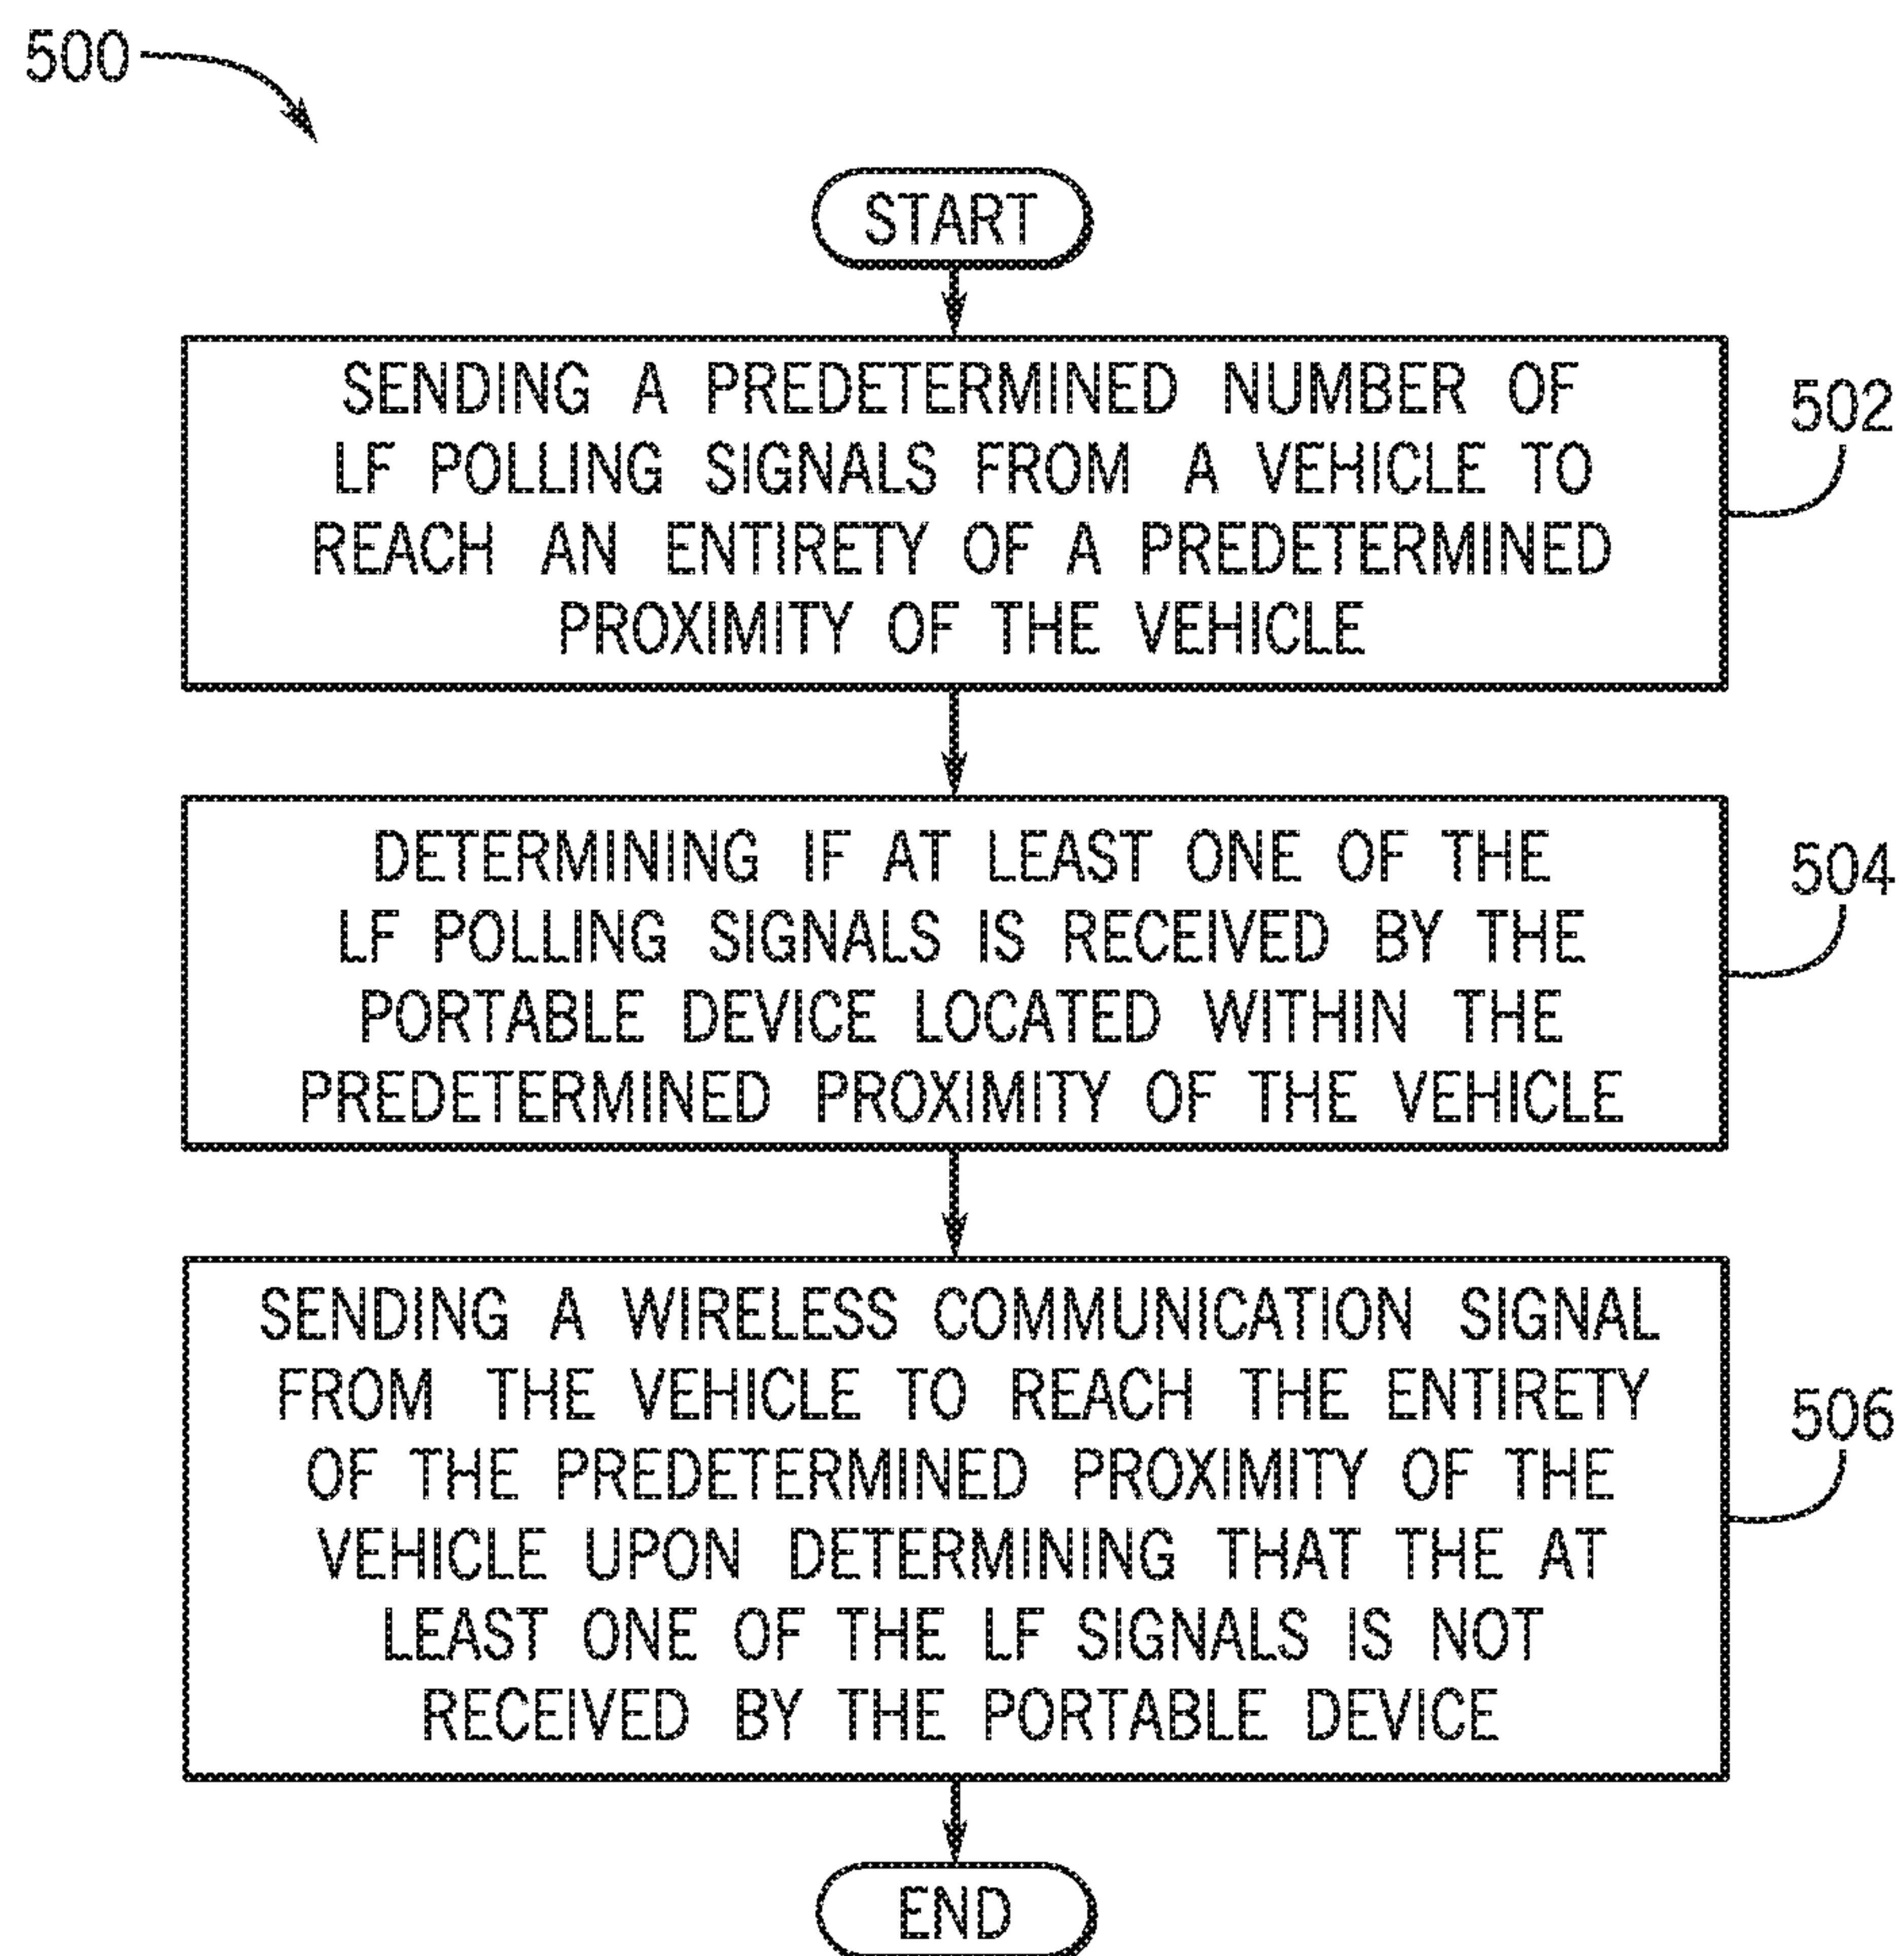 500
START
SENDING A PREDETERMINED NUMBER OF
LF POLLING SIGNALS FROM A VEHICLE TO
REACH AN ENTIRETY OF A PREDETERMINED
PROXIMITY OF THE VEHICLE
502
DETERMINING IF AT LEAST ONE OF THE
LF POLLING SIGNALS IS RECEIVED BY THE
PORTABLE DEVICE LOCATED WITHIN THE
PREDETERMINED PROXIMITY OF THE VEHICLE
504
SENDING A WIRELESS COMMUNICATION SIGNAL
FROM THE VEHICLE TO REACH THE ENTIRETY
OF THE PREDETERMINED PROXIMITY OF THE
VEHICLE UPON DETERMINING THAT THE AT
LEAST ONE OF THE LF SIGNALS IS NOT
RECEIVED BY THE PORTABLE DEVICE
506
END